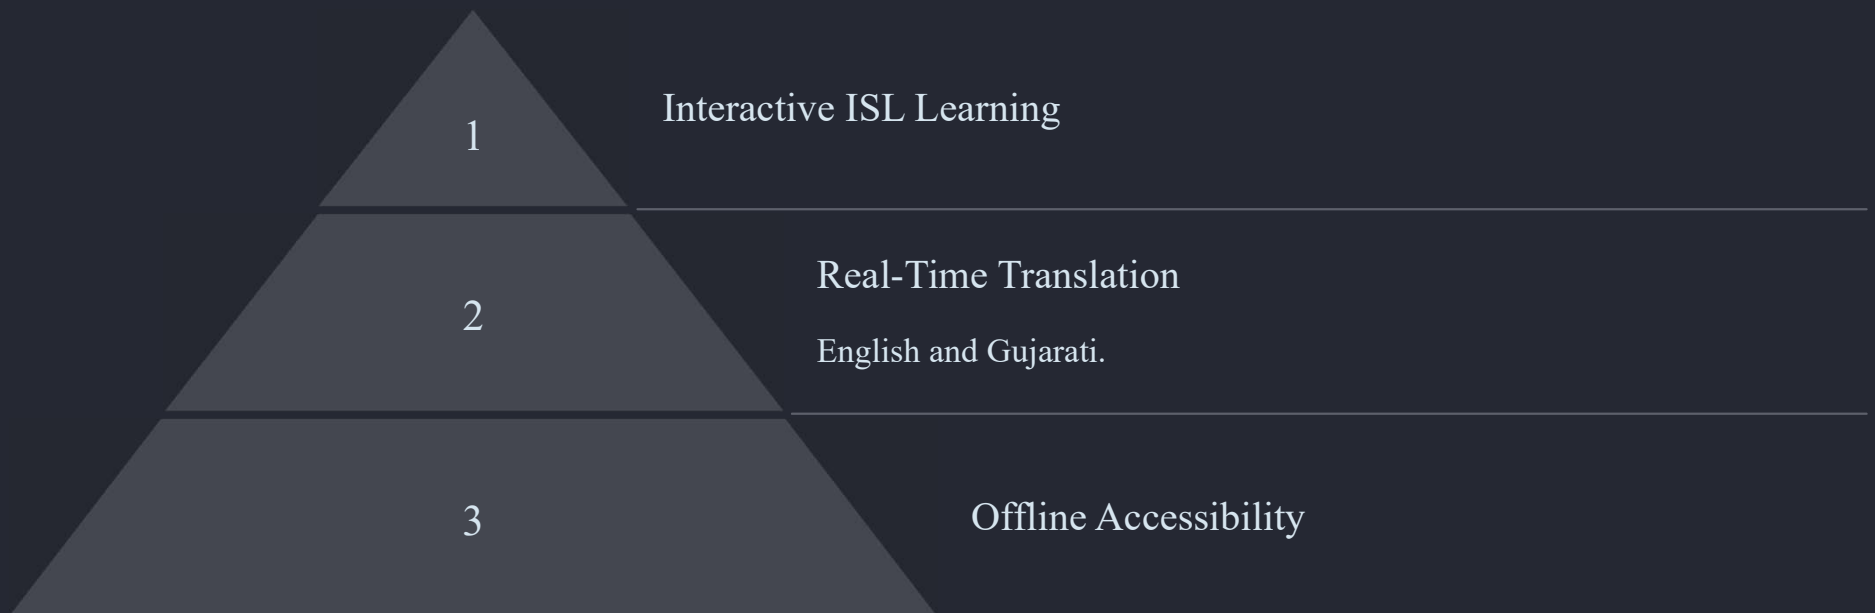 1
Interactive ISL Learning
2
Real-Time Translation
English and Gujarati.
3
Offline Accessibility